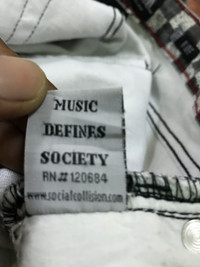 MUSIC
DEFINES
SOCIETY
RN# 120684
www.socialcollision.com